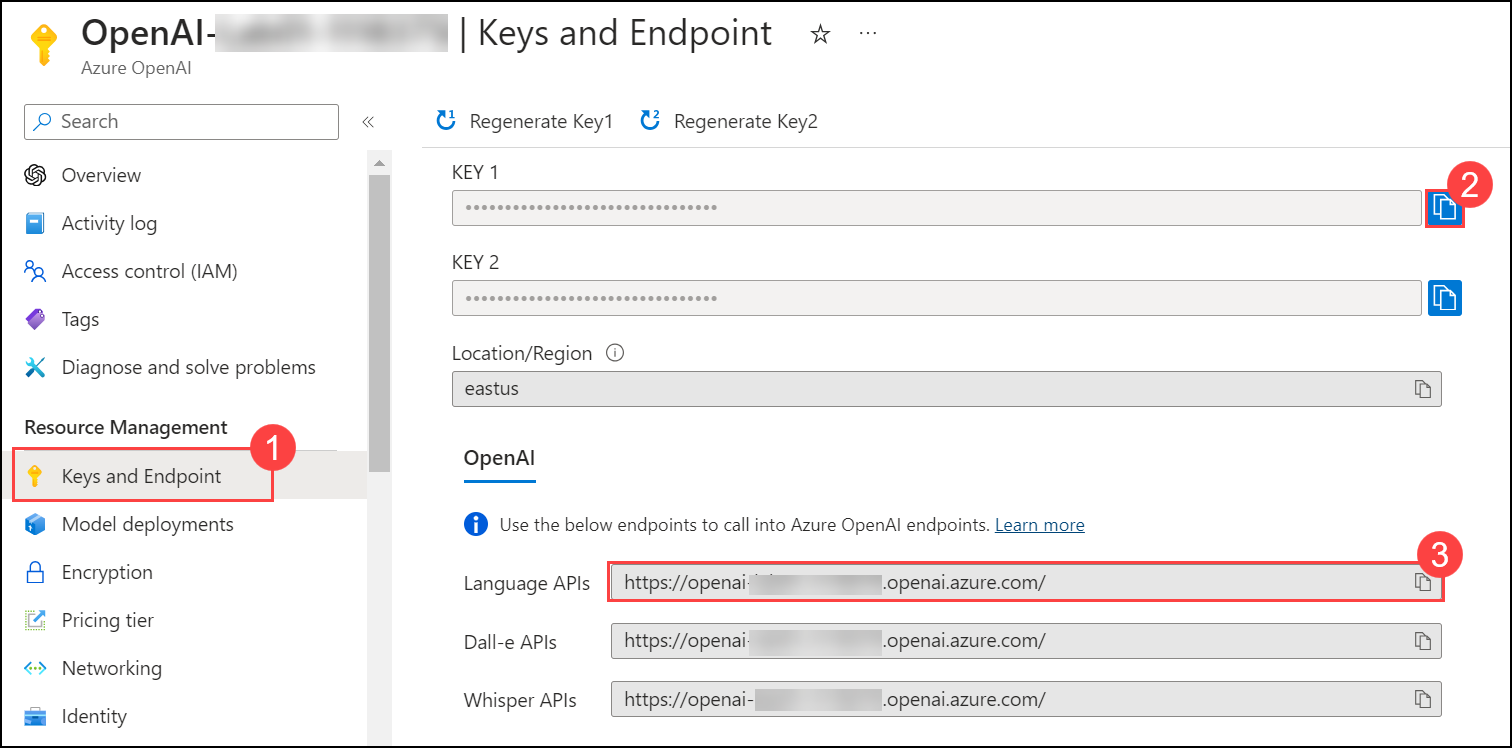 OpenAI- | Keys and Endpoint ☆ ...
Azure OpenAI
Search «
Overview
Activity log
Access control (IAM)
Tags
Diagnose and solve problems
Resource Management
1
Keys and Endpoint
Model deployments
Encryption
Pricing tier
Networking
Identity
1 Regenerate Key1 2 Regenerate Key2
KEY 1
•••••••••••••••••••••••••••••••• 2
KEY 2
••••••••••••••••••••••••••••••••
Location/Region
eastus
OpenAI
Use the below endpoints to call into Azure OpenAI endpoints. Learn more
3
Language APIs https://openai- .openai.azure.com/
Dall-e APIs https://openai- .openai.azure.com/
Whisper APIs https://openai- .openai.azure.com/